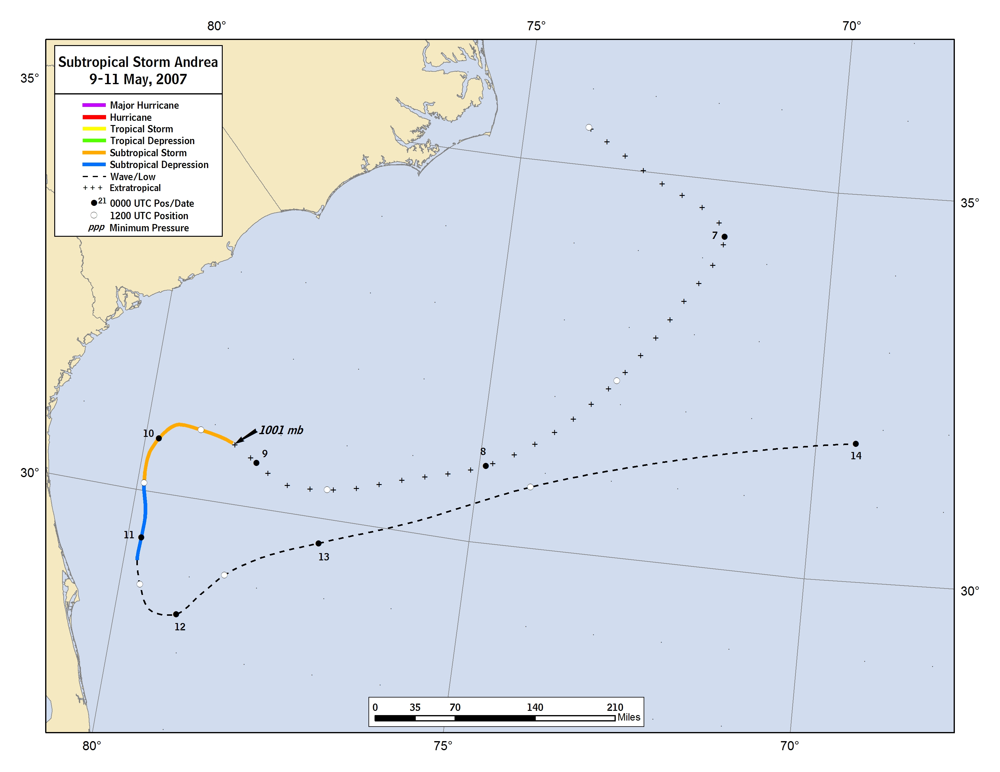 80°
75°
70°
35°
Subtropical Storm Andrea
9-11 May, 2007
Major Hurricane
Hurricane
Tropical Storm
Tropical Depression
Subtropical Storm
Subtropical Depression
Wave/Low
+ + + Extratropical
21 0000 UTC Pos/Date
1200 UTC Position
ppp Minimum Pressure
35°
7
10
1001 mb
9
8
14
30°
11
13
30°
12
0 35 70 140 210
Miles
80°
75°
70°